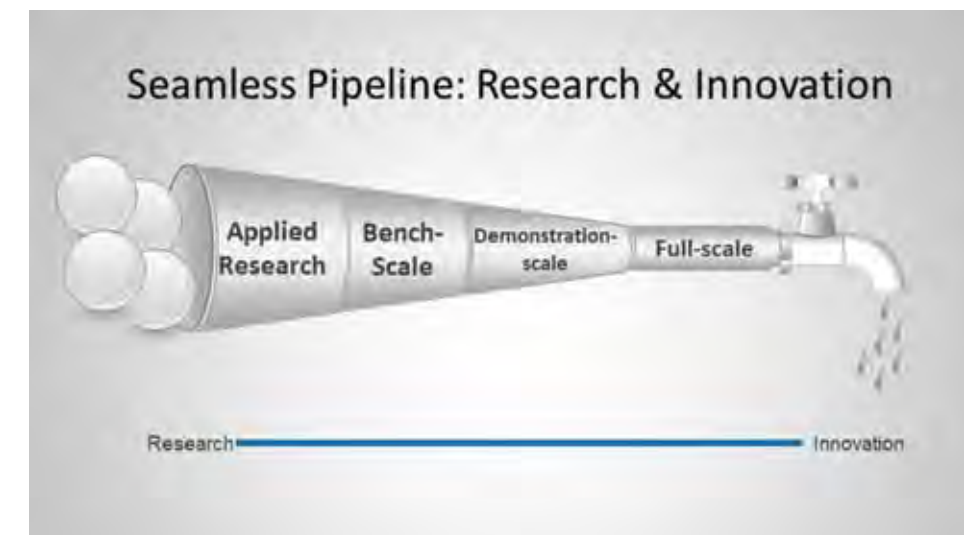 Seamless Pipeline: Research & Innovation
Applied
Research
Bench-
Scale
Demonstration-
scale
Full-scale
Research
Innovation